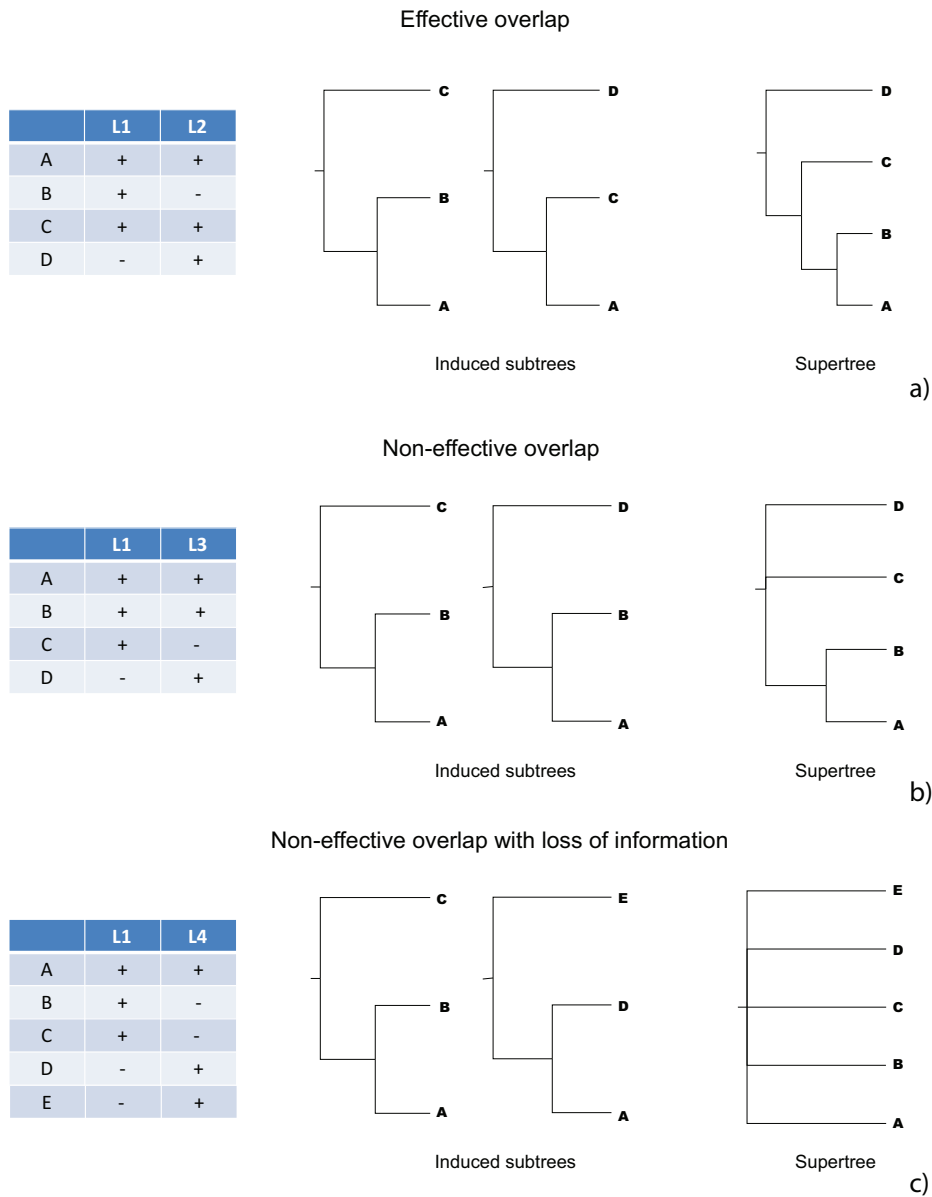 Effective overlap
L1 L2
A + +
B + -
C + +
D - +
C
B
A
D
C
A
D
C
B
A
Induced subtrees
Supertree
a)
Non-effective overlap
L1 L3
A + +
B + +
C + -
D - +
C
B
A
D
B
A
D
C
B
A
Induced subtrees
Supertree
b)
Non-effective overlap with loss of information
L1 L4
A + +
B + -
C + -
D - +
E - +
C
B
A
E
D
A
E
D
C
B
A
Induced subtrees
Supertree
c)